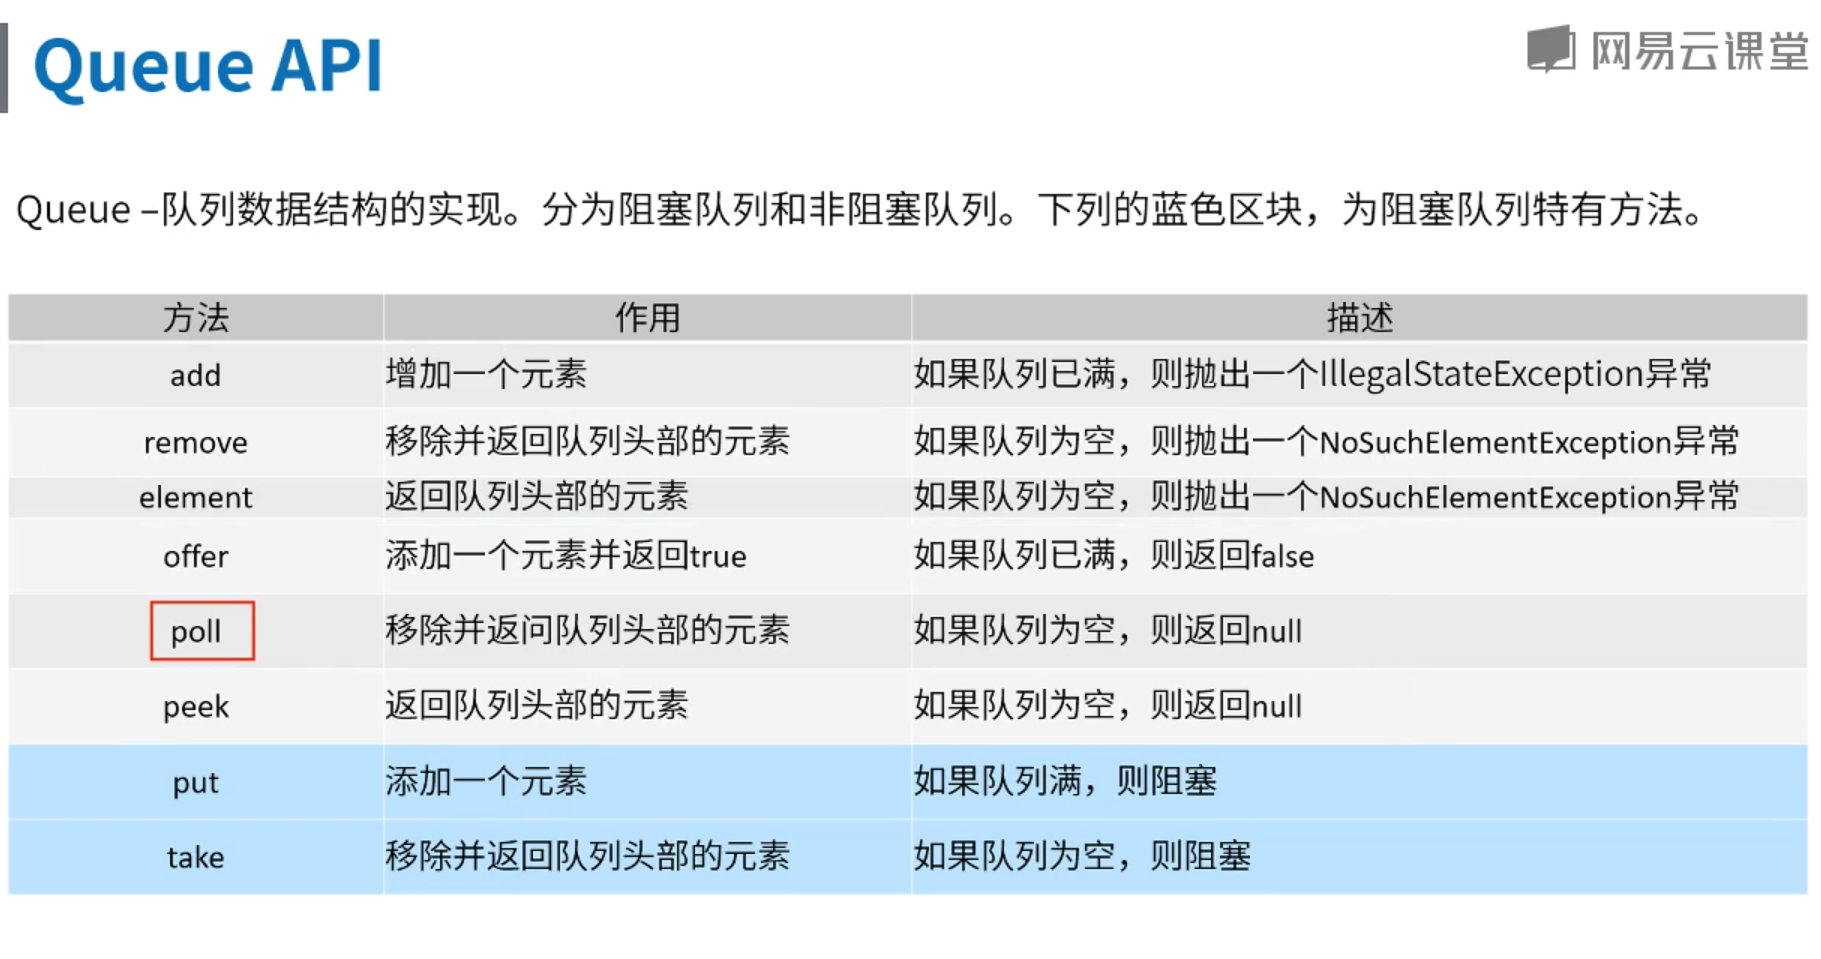 Queue API
网易云课堂
Queue –队列数据结构的实现。分为阻塞队列和非阻塞队列。下列的蓝色区块，为阻塞队列特有方法。
方法 作用 描述
add 增加一个元素 如果队列已满，则抛出一个IllegalStateException异常
remove 移除并返回队列头部的元素 如果队列为空，则抛出一个NoSuchElementException异常
element 返回队列头部的元素 如果队列为空，则抛出一个NoSuchElementException异常
offer 添加一个元素并返回true 如果队列已满，则返回false
poll 移除并返问队列头部的元素 如果队列为空，则返回null
peek 返回队列头部的元素 如果队列为空，则返回null
put 添加一个元素 如果队列满，则阻塞
take 移除并返回队列头部的元素 如果队列为空，则阻塞